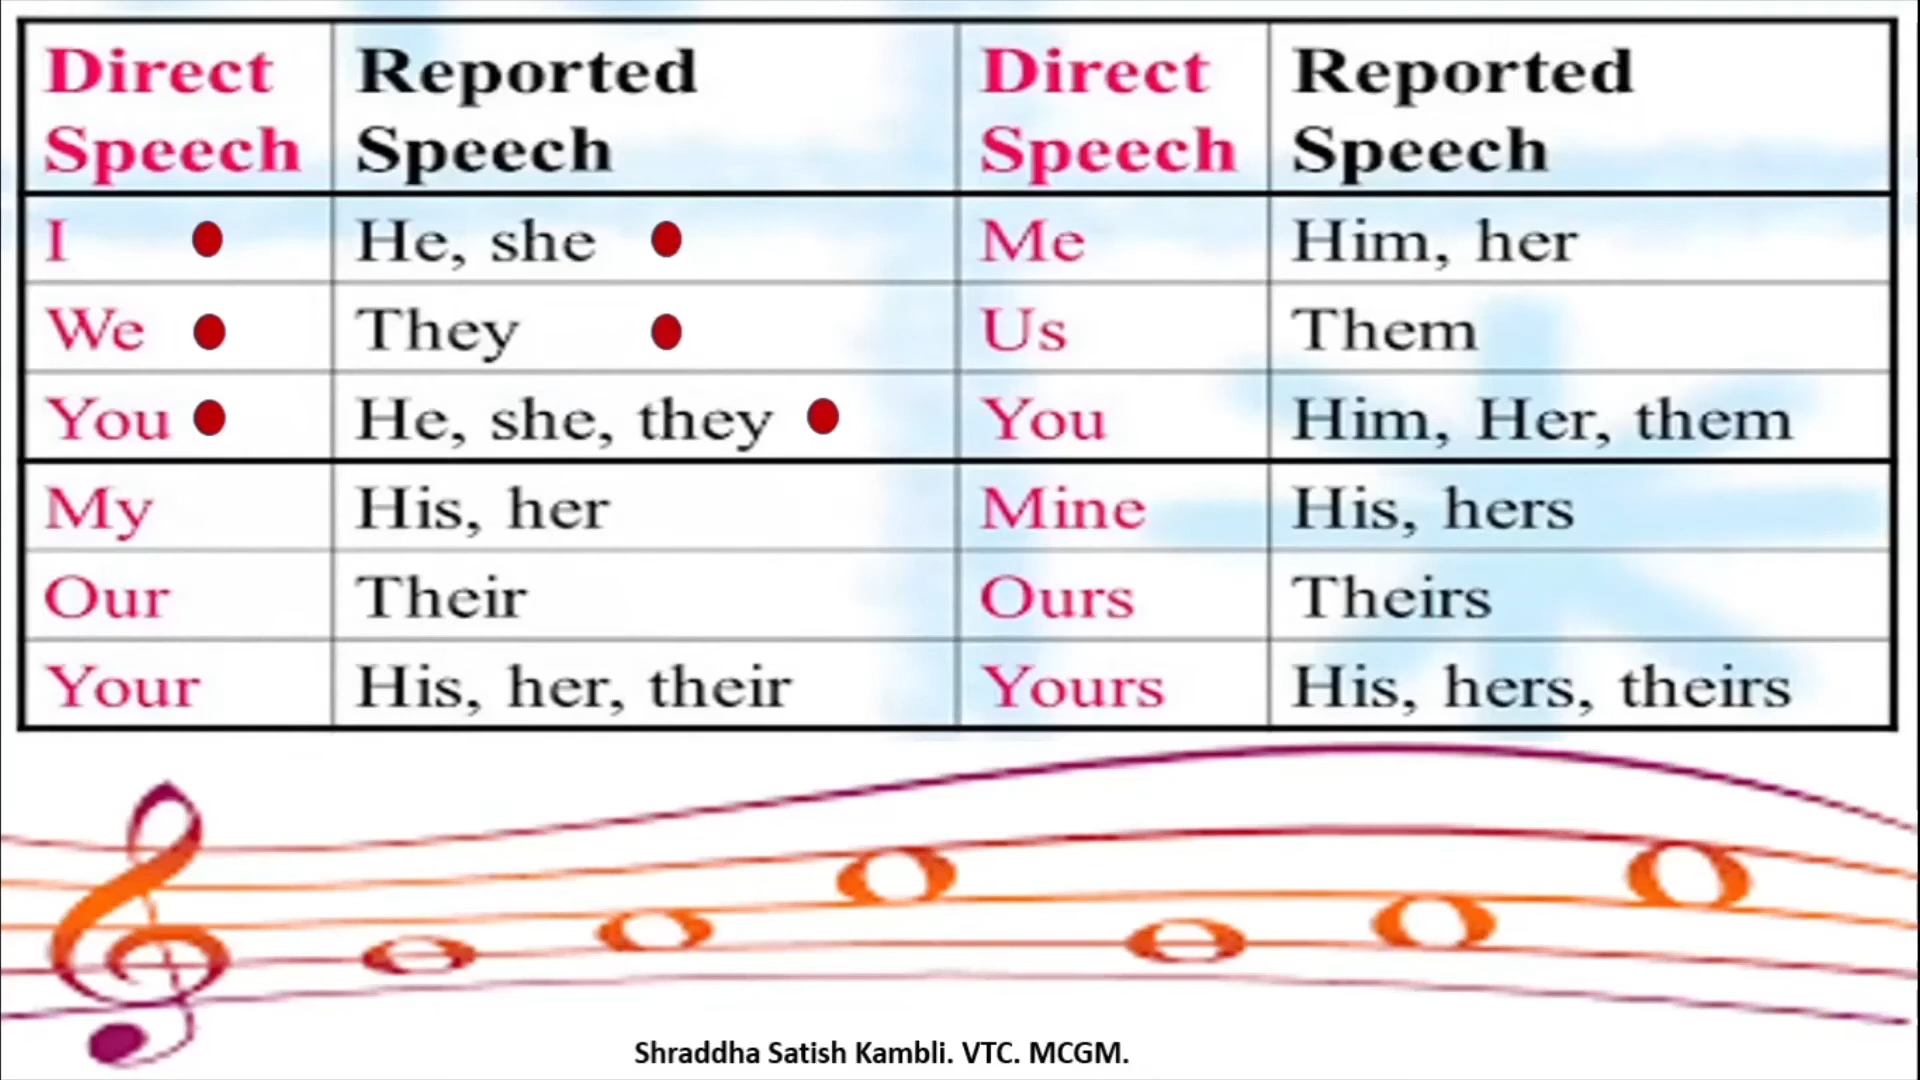 Direct Speech Reported Speech Direct Speech Reported Speech
I He, she Me Him, her
We They Us Them
You He, she, they You Him, Her, them
My His, her Mine His, hers
Our Their Ours Theirs
Your His, her, their Yours His, hers, theirs
Shraddha Satish Kambli. VTC. MCGM.